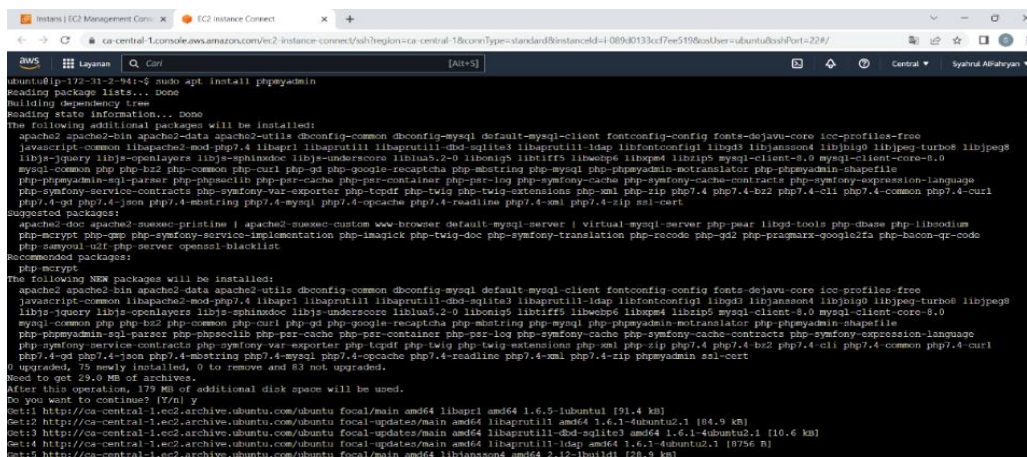 Instans | EC2 Management Cons
EC2 Instance Connect
ca-central-1.console.aws.amazon.com/ec2-instance-connect/ssh?region=ca-central-1&connType=standard&instanceId=i-089d0133ccf7ee519&osUser=ubuntu&sshPort=22#/
aws Layanan Cari [Alt+S] Central Syahrul AlFahryan
ubuntu@ip-172-31-2-94:~$ sudo apt install phpmyadmin
Reading package lists... Done
Building dependency tree
Reading state information... Done
The following additional packages will be installed:
apache2 apache2-bin apache2-data apache2-utils dbconfig-common dbconfig-mysql default-mysql-client fontconfig-config fonts-dejavu-core icc-profiles-free
javascript-common libapache2-mod-php7.4 libapr1 libaprutil1 libaprutil1-dbd-sqlite3 libaprutil1-ldap libfontconfig1 libgd3 libjansson4 libjbig0 libjpeg-turbo8 libjpeg8
libjs-jquery libjs-openlayers libjs-sphinxdoc libjs-underscore liblua5.2-0 libonig5 libtiff5 libwebp6 libxpm4 libzip5 mysql-client-8.0 mysql-client-core-8.0
mysql-common php php-bz2 php-common php-curl php-gd php-google-recaptcha php-mbstring php-mysql php-phpmyadmin-motranslator php-phpmyadmin-shapefile
php-phpmyadmin-sql-parser php-phpseclib php-psr-cache php-psr-container php-psr-log php-symfony-cache php-symfony-cache-contracts php-symfony-expression-language
php-symfony-service-contracts php-symfony-var-exporter php-tcpdf php-twig php-twig-extensions php-xml php-zip php7.4 php7.4-bz2 php7.4-cli php7.4-common php7.4-curl
php7.4-gd php7.4-json php7.4-mbstring php7.4-mysql php7.4-opcache php7.4-readline php7.4-xml php7.4-zip ssl-cert
Suggested packages:
apache2-doc apache2-suexec-pristine | apache2-suexec-custom www-browser default-mysql-server | virtual-mysql-server php-pear libgd-tools php-dbase php-libsodium
php-mcrypt php-gmp php-symfony-service-implementation php-imagick php-twig-doc php-symfony-translation php-recode php-gd2 php-pragmarx-google2fa php-bacon-qr-code
php-samyoul-u2f-php-server openssl-blacklist
Recommended packages:
php-mcrypt
The following NEW packages will be installed:
apache2 apache2-bin apache2-data apache2-utils dbconfig-common dbconfig-mysql default-mysql-client fontconfig-config fonts-dejavu-core icc-profiles-free
javascript-common libapache2-mod-php7.4 libapr1 libaprutil1 libaprutil1-dbd-sqlite3 libaprutil1-ldap libfontconfig1 libgd3 libjansson4 libjbig0 libjpeg-turbo8 libjpeg8
libjs-jquery libjs-openlayers libjs-sphinxdoc libjs-underscore liblua5.2-0 libonig5 libtiff5 libwebp6 libxpm4 libzip5 mysql-client-8.0 mysql-client-core-8.0
mysql-common php php-bz2 php-common php-curl php-gd php-google-recaptcha php-mbstring php-mysql php-phpmyadmin-motranslator php-phpmyadmin-shapefile
php-phpmyadmin-sql-parser php-phpseclib php-psr-cache php-psr-container php-psr-log php-symfony-cache php-symfony-cache-contracts php-symfony-expression-language
php-symfony-service-contracts php-symfony-var-exporter php-tcpdf php-twig php-twig-extensions php-xml php-zip php7.4 php7.4-bz2 php7.4-cli php7.4-common php7.4-curl
php7.4-gd php7.4-json php7.4-mbstring php7.4-mysql php7.4-opcache php7.4-readline php7.4-xml php7.4-zip phpmyadmin ssl-cert
0 upgraded, 75 newly installed, 0 to remove and 83 not upgraded.
Need to get 29.0 MB of archives.
After this operation, 179 MB of additional disk space will be used.
Do you want to continue? [Y/n] y
Get:1 http://ca-central-1.ec2.archive.ubuntu.com/ubuntu focal/main amd64 libapr1 amd64 1.6.5-1ubuntu1 [91.4 kB]
Get:2 http://ca-central-1.ec2.archive.ubuntu.com/ubuntu focal-updates/main amd64 libaprutil1 amd64 1.6.1-4ubuntu2.1 [84.9 kB]
Get:3 http://ca-central-1.ec2.archive.ubuntu.com/ubuntu focal-updates/main amd64 libaprutil1-dbd-sqlite3 amd64 1.6.1-4ubuntu2.1 [10.6 kB]
Get:4 http://ca-central-1.ec2.archive.ubuntu.com/ubuntu focal-updates/main amd64 libaprutil1-ldap amd64 1.6.1-4ubuntu2.1 [8756 B]
Get:5 http://ca-central-1.ec2.archive.ubuntu.com/ubuntu focal/main amd64 libjansson4 amd64 2.12-1build1 [28.9 kB]